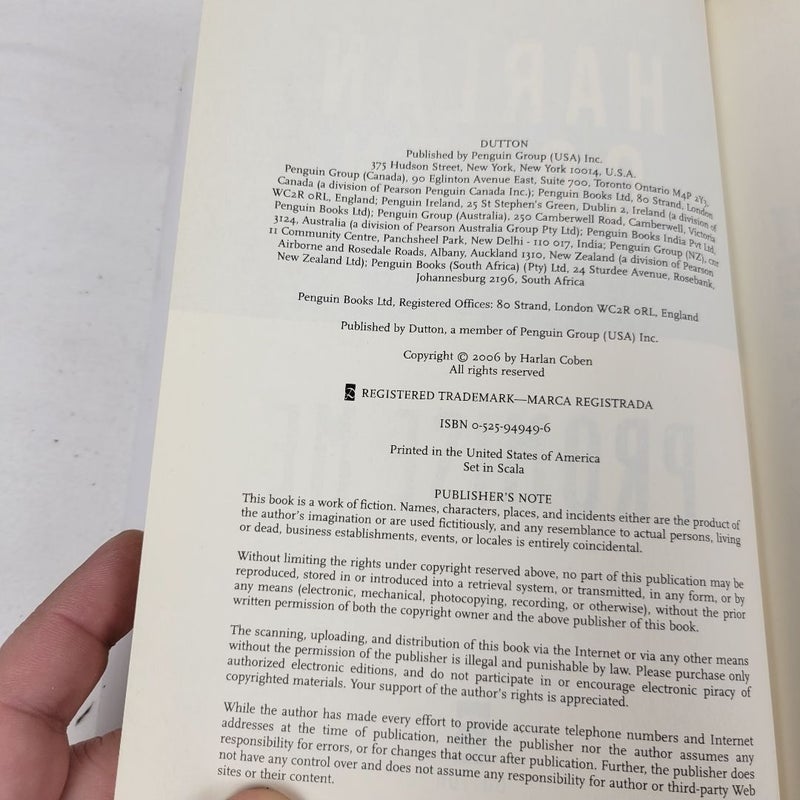 DUTTON
Published by Penguin Group (USA) Inc.
375 Hudson Street, New York, New York 10014, U.S.A.
Penguin Group (Canada), 90 Eglinton Avenue East, Suite 700, Toronto Ontario M4P 2Y3,
Canada (a division of Pearson Penguin Canada Inc.); Penguin Books Ltd, 80 Strand, London
WC2R 0RL, England; Penguin Ireland, 25 St Stephen's Green, Dublin 2, Ireland (a division of
Penguin Books Ltd); Penguin Group (Australia), 250 Camberwell Road, Camberwell, Victoria
3124, Australia (a division of Pearson Australia Group Pty Ltd); Penguin Books India Pvt Ltd,
11 Community Centre, Panchsheel Park, New Delhi - 110 017, India; Penguin Group (NZ), cnr
Airborne and Rosedale Roads, Albany, Auckland 1310, New Zealand (a division of Pearson
New Zealand Ltd); Penguin Books (South Africa) (Pty) Ltd, 24 Sturdee Avenue, Rosebank,
Johannesburg 2196, South Africa
Penguin Books Ltd, Registered Offices: 80 Strand, London WC2R 0RL, England
Published by Dutton, a member of Penguin Group (USA) Inc.
Copyright © 2006 by Harlan Coben
All rights reserved
REGISTERED TRADEMARK—MARCA REGISTRADA
ISBN 0-525-94949-6
Printed in the United States of America
Set in Scala
PUBLISHER'S NOTE
This book is a work of fiction. Names, characters, places, and incidents either are the product of
the author's imagination or are used fictitiously, and any resemblance to actual persons, living
or dead, business establishments, events, or locales is entirely coincidental.
Without limiting the rights under copyright reserved above, no part of this publication may be
reproduced, stored in or introduced into a retrieval system, or transmitted, in any form, or by
any means (electronic, mechanical, photocopying, recording, or otherwise), without the prior
written permission of both the copyright owner and the above publisher of this book.
The scanning, uploading, and distribution of this book via the Internet or via any other means
without the permission of the publisher is illegal and punishable by law. Please purchase only
authorized electronic editions, and do not participate in or encourage electronic piracy of
copyrighted materials. Your support of the author's rights is appreciated.
While the author has made every effort to provide accurate telephone numbers and Internet
addresses at the time of publication, neither the publisher nor the author assumes any
responsibility for errors, or for changes that occur after publication. Further, the publisher does
not have any control over and does not assume any responsibility for author or third-party Web
sites or their content.